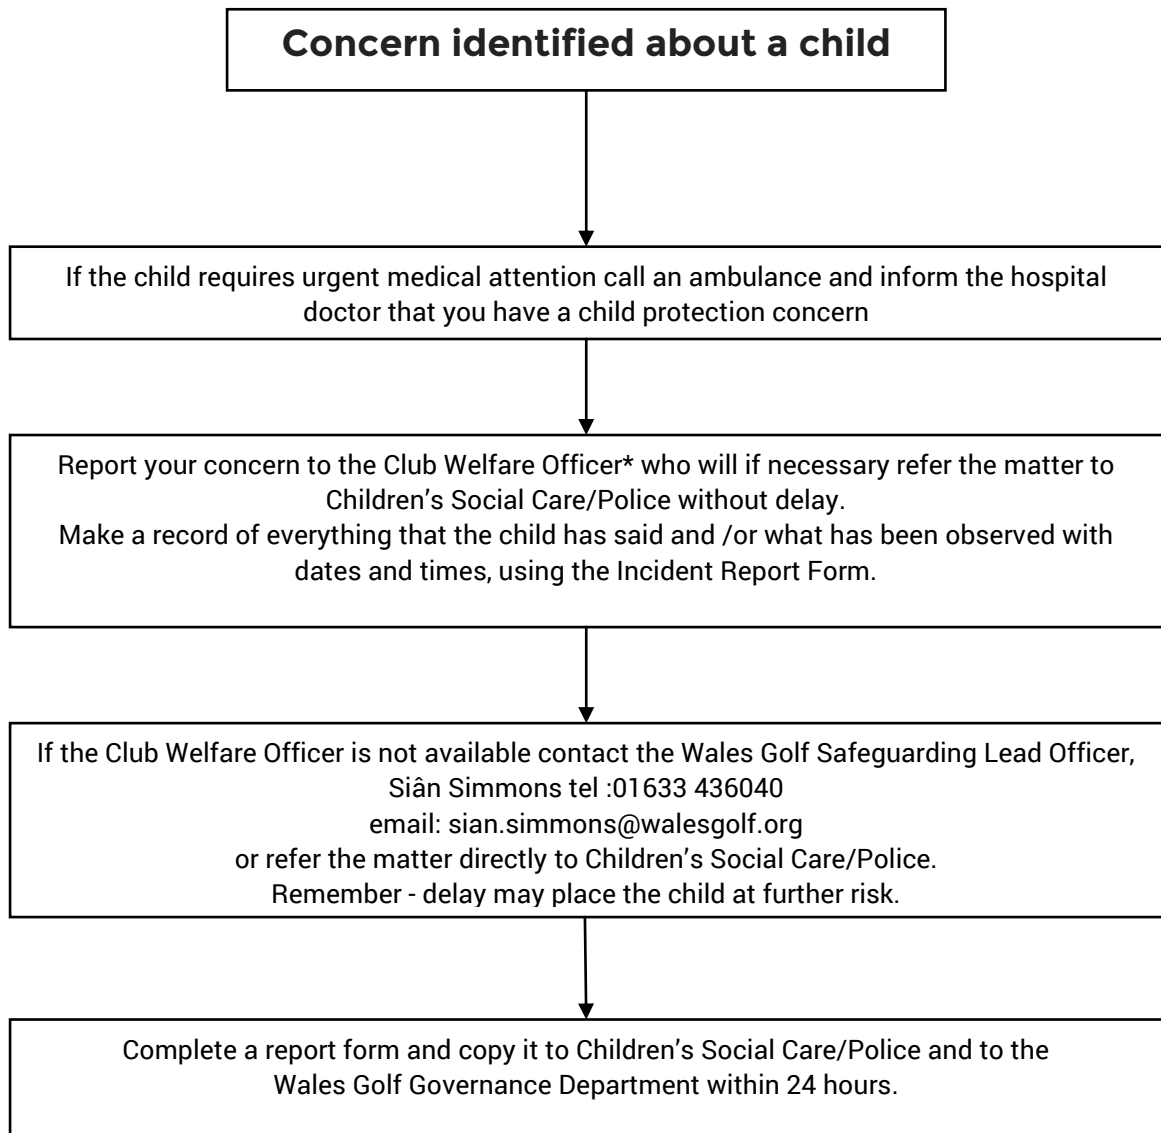 Concern identified about a child
If the child requires urgent medical attention call an ambulance and inform the hospital
doctor that you have a child protection concern
Report your concern to the Club Welfare Officer* who will if necessary refer the matter to
Children’s Social Care/Police without delay.
Make a record of everything that the child has said and /or what has been observed with
dates and times, using the Incident Report Form.
If the Club Welfare Officer is not available contact the Wales Golf Safeguarding Lead Officer,
Siân Simmons tel :01633 436040
email: sian.simmons@walesgolf.org
or refer the matter directly to Children’s Social Care/Police.
Remember - delay may place the child at further risk.
Complete a report form and copy it to Children’s Social Care/Police and to the
Wales Golf Governance Department within 24 hours.